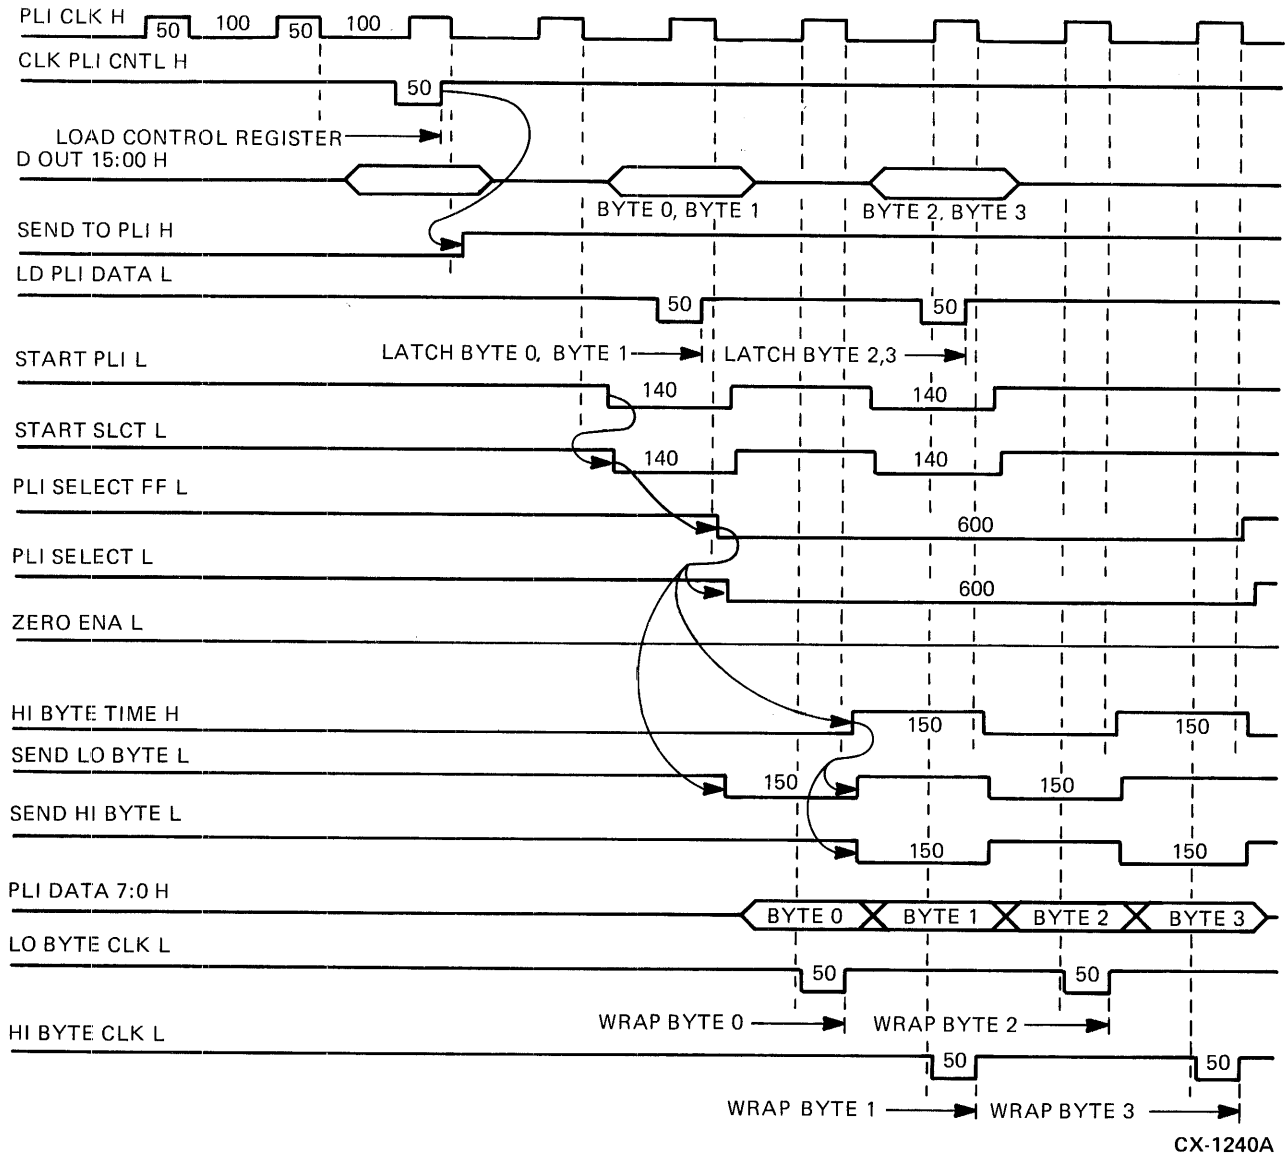 PLI CLK H
50 100 50 100
CLK PLI CNTL H
50
LOAD CONTROL REGISTER
D OUT 15:00 H
BYTE 0, BYTE 1 BYTE 2, BYTE 3
SEND TO PLI H
LD PLI DATA L
50 50
LATCH BYTE 0, BYTE 1 LATCH BYTE 2,3
START PLI L
140 140
START SLCT L
140 140
PLI SELECT FF L
600
PLI SELECT L
600
ZERO ENA L
HI BYTE TIME H
150 150
SEND LO BYTE L
150 150
SEND HI BYTE L
150 150
PLI DATA 7:0 H
BYTE 0 BYTE 1 BYTE 2 BYTE 3
LO BYTE CLK L
50 50
WRAP BYTE 0 WRAP BYTE 2
HI BYTE CLK L
50 50
WRAP BYTE 1 WRAP BYTE 3
CX-1240A